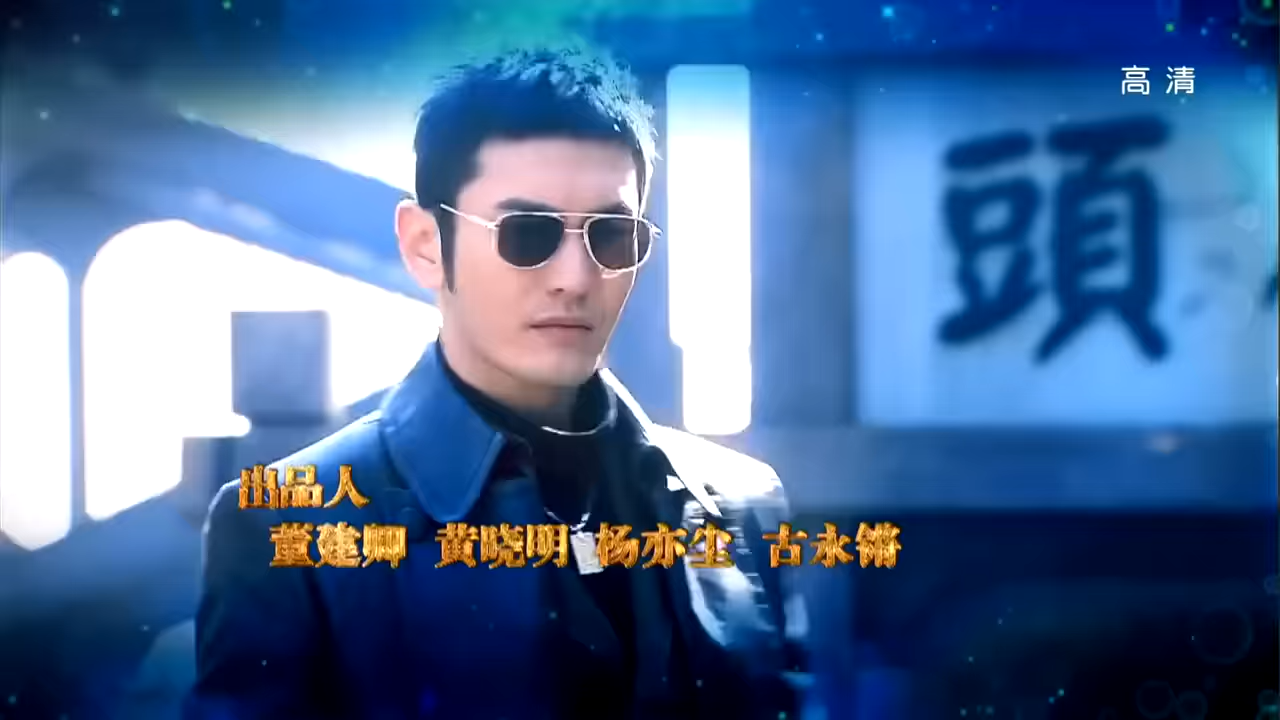 高清
頭
出品人
董建卿 黄晓明 杨亦尘 古永锵